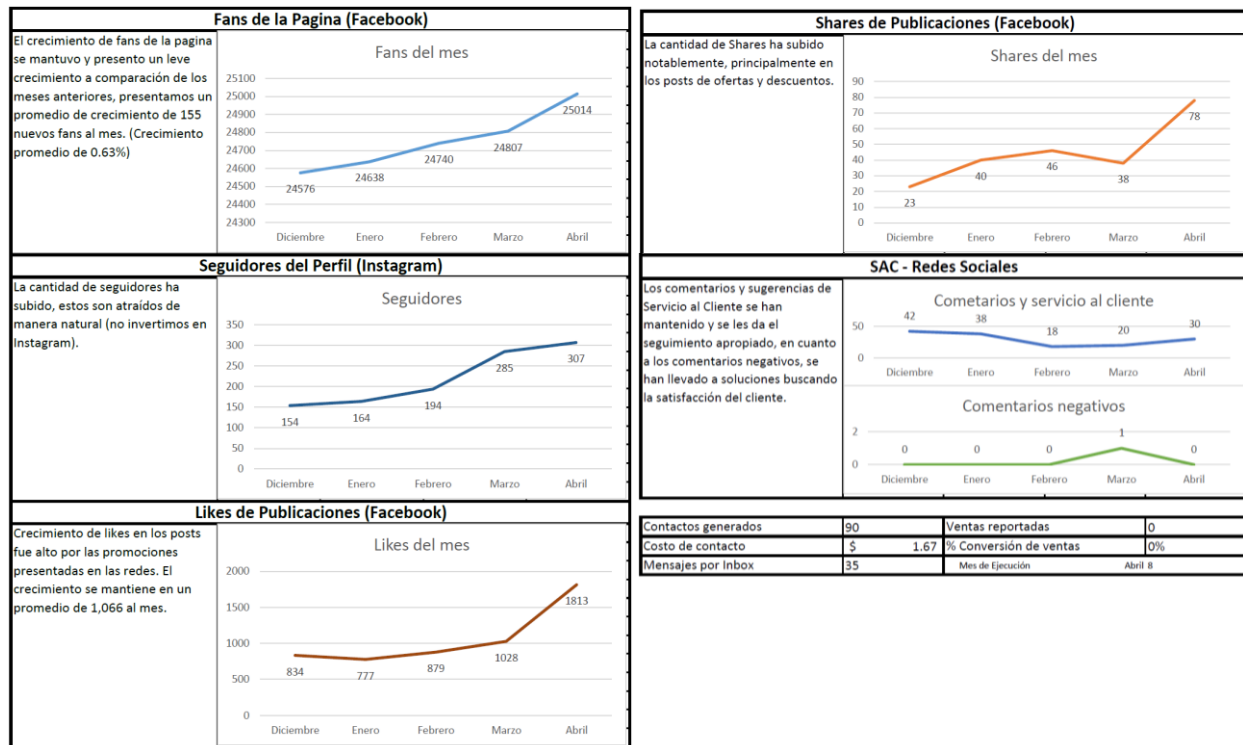 Fans de la Pagina (Facebook)
El crecimiento de fans de la pagina
se mantuvo y presento un leve
crecimiento a comparación de los
meses anteriores, presentamos un
promedio de crecimiento de 155
nuevos fans al mes. (Crecimiento
promedio de 0.63%)
Fans del mes
25100
25000
24900
24800
24700
24600
24500
24400
24300
24576
24638
24740
24807
25014
Diciembre Enero Febrero Marzo Abril
Seguidores del Perfil (Instagram)
La cantidad de seguidores ha
subido, estos son atraídos de
manera natural (no invertimos en
Instagram).
Seguidores
350
300
250
200
150
100
50
0
154
164
194
285
307
Diciembre Enero Febrero Marzo Abril
Likes de Publicaciones (Facebook)
Crecimiento de likes en los posts
fue alto por las promociones
presentadas en las redes. El
crecimiento se mantiene en un
promedio de 1,066 al mes.
Likes del mes
2000
1500
1000
500
0
834
777
879
1028
1813
Diciembre Enero Febrero Marzo Abril
Shares de Publicaciones (Facebook)
La cantidad de Shares ha subido
notablemente, principalmente en
los posts de ofertas y descuentos.
Shares del mes
90
80
70
60
50
40
30
20
10
0
23
40
46
38
78
Diciembre Enero Febrero Marzo Abril
SAC - Redes Sociales
Los comentarios y sugerencias de
Servicio al Cliente se han
mantenido y se les da el
seguimiento apropiado, en cuanto
a los comentarios negativos, se
han llevado a soluciones buscando
la satisfacción del cliente.
Cometarios y servicio al cliente
50
0
42 38 18 20 30
Diciembre Enero Febrero Marzo Abril
Comentarios negativos
2
0
0 0 0 1 0
Diciembre Enero Febrero Marzo Abril
Contactos generados 90 Ventas reportadas 0
Costo de contacto $ 1.67 % Conversión de ventas 0%
Mensajes por Inbox 35 Mes de Ejecución Abril 8